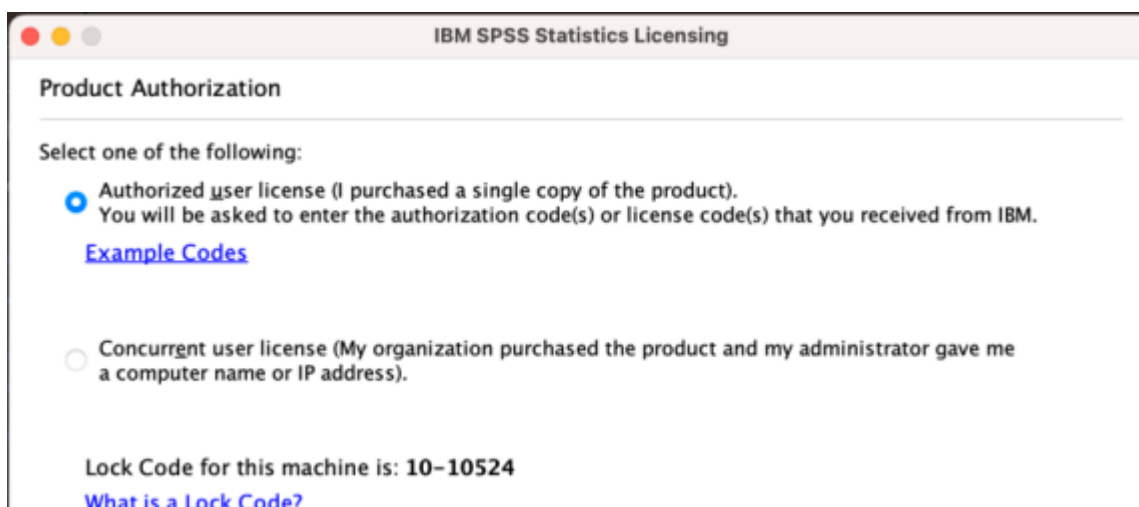 IBM SPSS Statistics Licensing
Product Authorization
Select one of the following:
Authorized user license (I purchased a single copy of the product).
You will be asked to enter the authorization code(s) or license code(s) that you received from IBM.
Example Codes
Concurrent user license (My organization purchased the product and my administrator gave me
a computer name or IP address).
Lock Code for this machine is: 10-10524
What is a Lock Code?